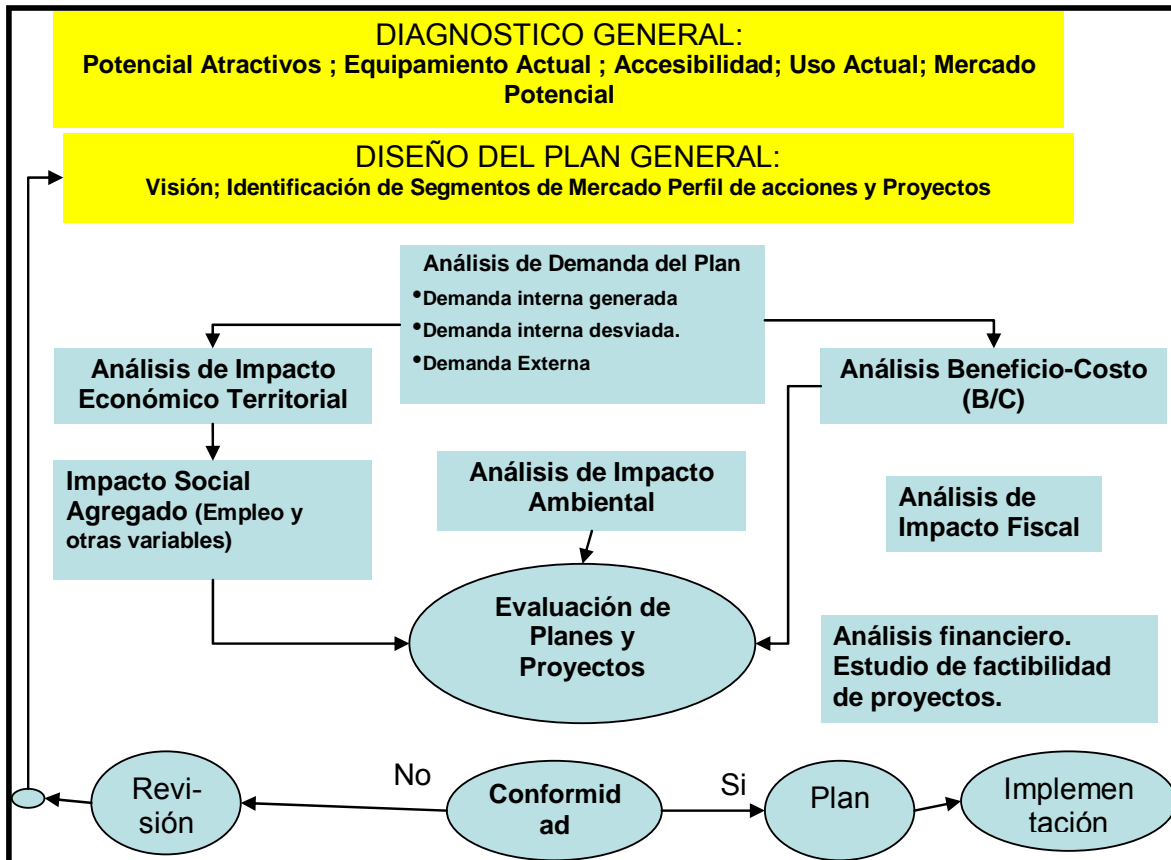 DIAGNOSTICO GENERAL:
Potencial Atractivos ; Equipamiento Actual ; Accesibilidad; Uso Actual; Mercado
Potencial
DISEÑO DEL PLAN GENERAL:
Visión; Identificación de Segmentos de Mercado Perfil de acciones y Proyectos
Análisis de Demanda del Plan
•Demanda interna generada
•Demanda interna desviada.
•Demanda Externa
Análisis de Impacto
Económico Territorial
Análisis Beneficio-Costo
(B/C)
Impacto Social
Agregado (Empleo y
otras variables)
Análisis de Impacto
Ambiental
Análisis de
Impacto Fiscal
Evaluación de
Planes y
Proyectos
Análisis financiero.
Estudio de factibilidad
de proyectos.
Revi-
sión
No
Conformid
ad
Si
Plan
Implemen
tación